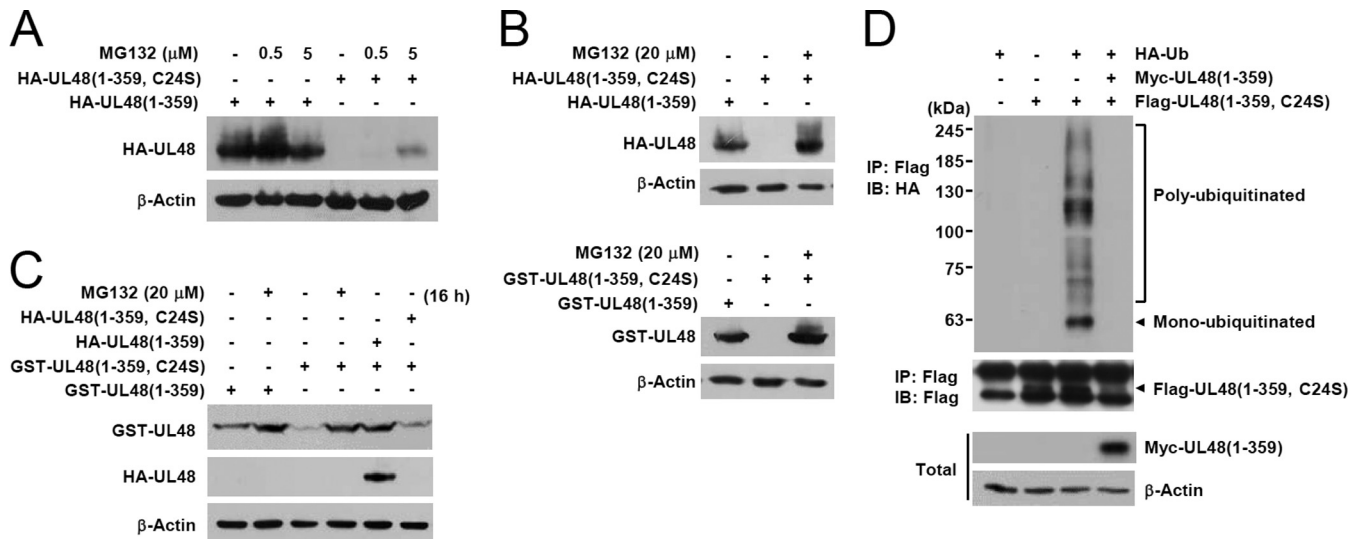 A
MG132 (μM) - 0.5 5 - 0.5 5
HA-UL48(1-359, C24S) - - - + + +
HA-UL48(1-359) + + + - - -
HA-UL48
β-Actin
B
MG132 (20 μM) - - +
HA-UL48(1-359, C24S) - + +
HA-UL48(1-359) + - -
HA-UL48
β-Actin
MG132 (20 μM) - - +
GST-UL48(1-359, C24S) - + +
GST-UL48(1-359) + - -
GST-UL48
β-Actin
C
MG132 (20 μM) - + - + - - (16 h)
HA-UL48(1-359, C24S) - - - - - +
HA-UL48(1-359) - - - - + -
GST-UL48(1-359, C24S) - - + + + +
GST-UL48(1-359) + + - - - -
GST-UL48
HA-UL48
β-Actin
D
+ - + + HA-Ub
- - - + Myc-UL48(1-359)
- + + + Flag-UL48(1-359, C24S)
(kDa)
245
185
130
100
75
63
IP: Flag
IB: HA
Poly-ubiquitinated
Mono-ubiquitinated
IP: Flag
IB: Flag
Flag-UL48(1-359, C24S)
Total
Myc-UL48(1-359)
β-Actin